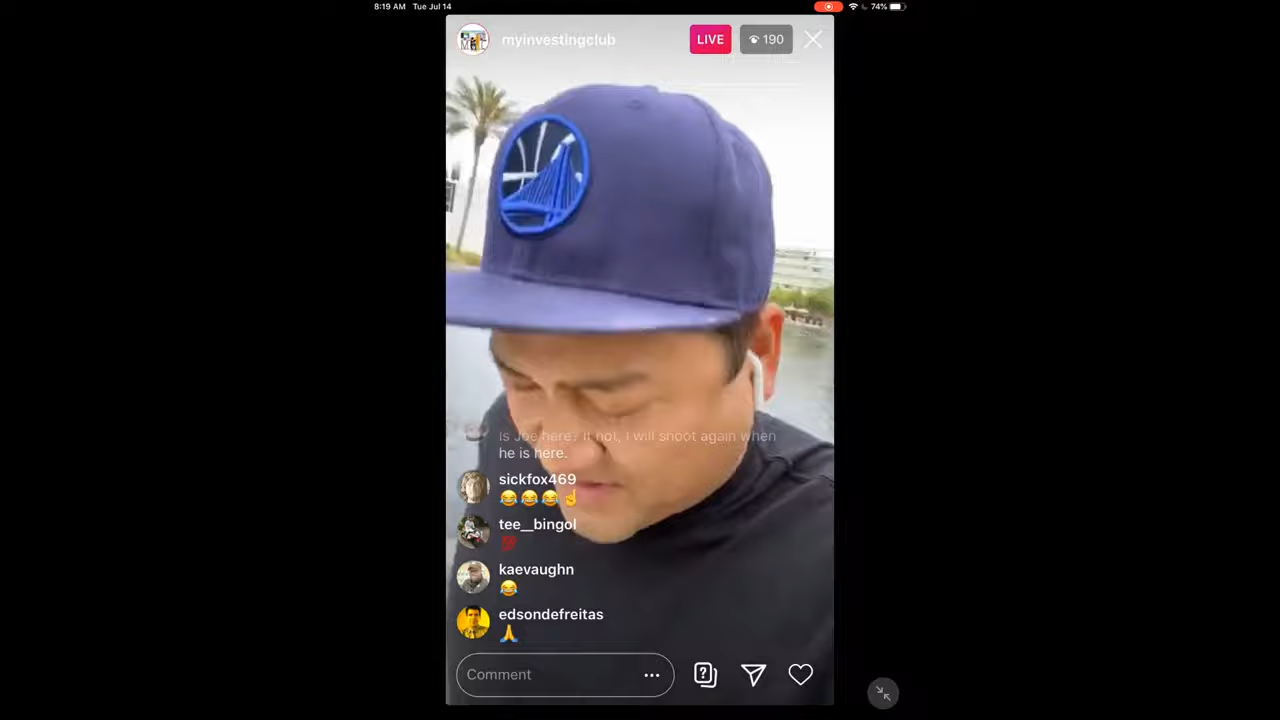 8:19 AM Tue Jul 14
74%
myinvestingclub
LIVE
190
Is Joe here? If not, I will shoot again when
he is here.
sickfox469
😂😂😂☝️
tee__bingol
💯
kaevaughn
😂
edsondefreitas
🙏
Comment